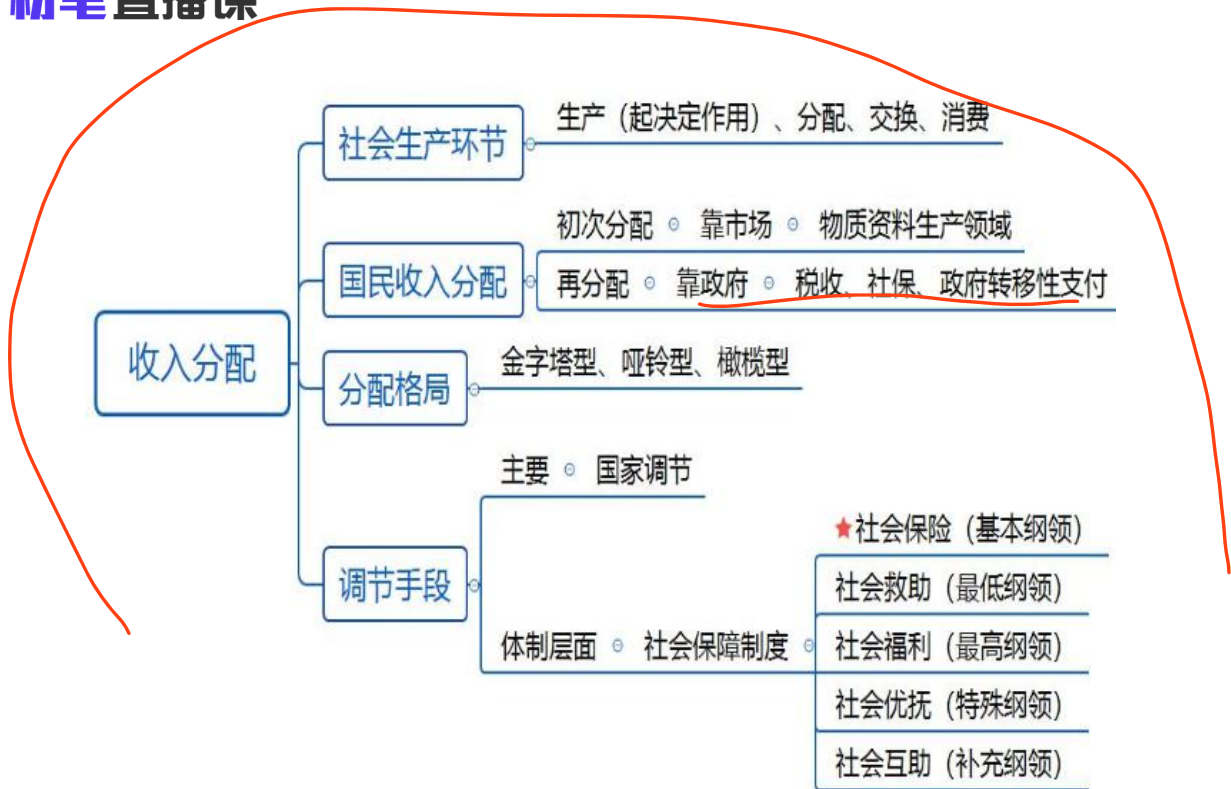 直播课
收入分配
社会生产环节
生产（起决定作用）、分配、交换、消费
国民收入分配
初次分配 靠市场 物质资料生产领域
再分配 靠政府 税收、社保、政府转移性支付
分配格局
金字塔型、哑铃型、橄榄型
调节手段
主要 国家调节
体制层面 社会保障制度
★社会保险（基本纲领）
社会救助（最低纲领）
社会福利（最高纲领）
社会优抚（特殊纲领）
社会互助（补充纲领）